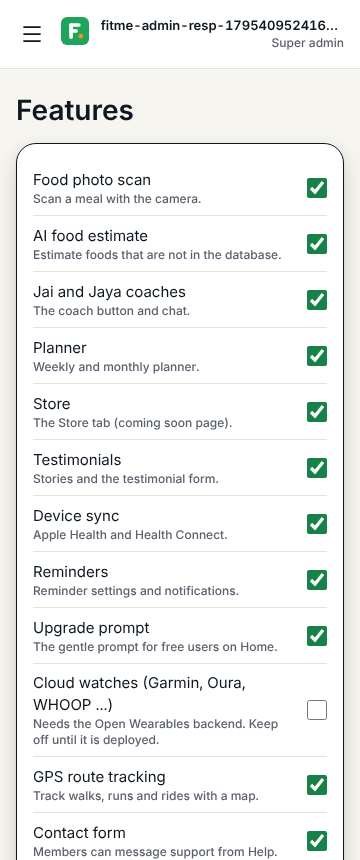 F
fitme-admin-resp-179540952416...
Super admin
Features
Food photo scan
Scan a meal with the camera.
AI food estimate
Estimate foods that are not in the database.
Jai and Jaya coaches
The coach button and chat.
Planner
Weekly and monthly planner.
Store
The Store tab (coming soon page).
Testimonials
Stories and the testimonial form.
Device sync
Apple Health and Health Connect.
Reminders
Reminder settings and notifications.
Upgrade prompt
The gentle prompt for free users on Home.
Cloud watches (Garmin, Oura,
WHOOP ...)
Needs the Open Wearables backend. Keep
off until it is deployed.
GPS route tracking
Track walks, runs and rides with a map.
Contact form
Members can message support from Help.